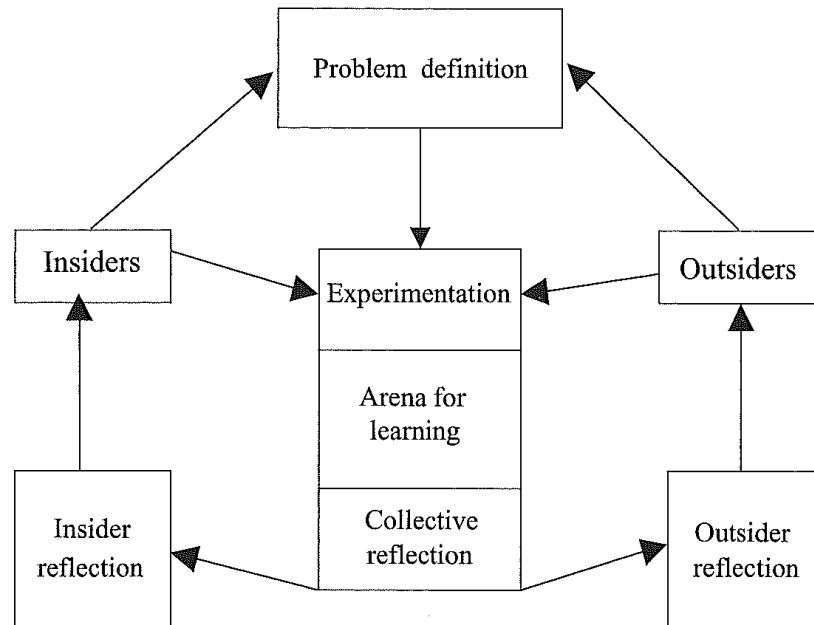 Problem definition
Insiders
Outsiders
Experimentation
Arena for
learning
Collective
reflection
Insider
reflection
Outsider
reflection